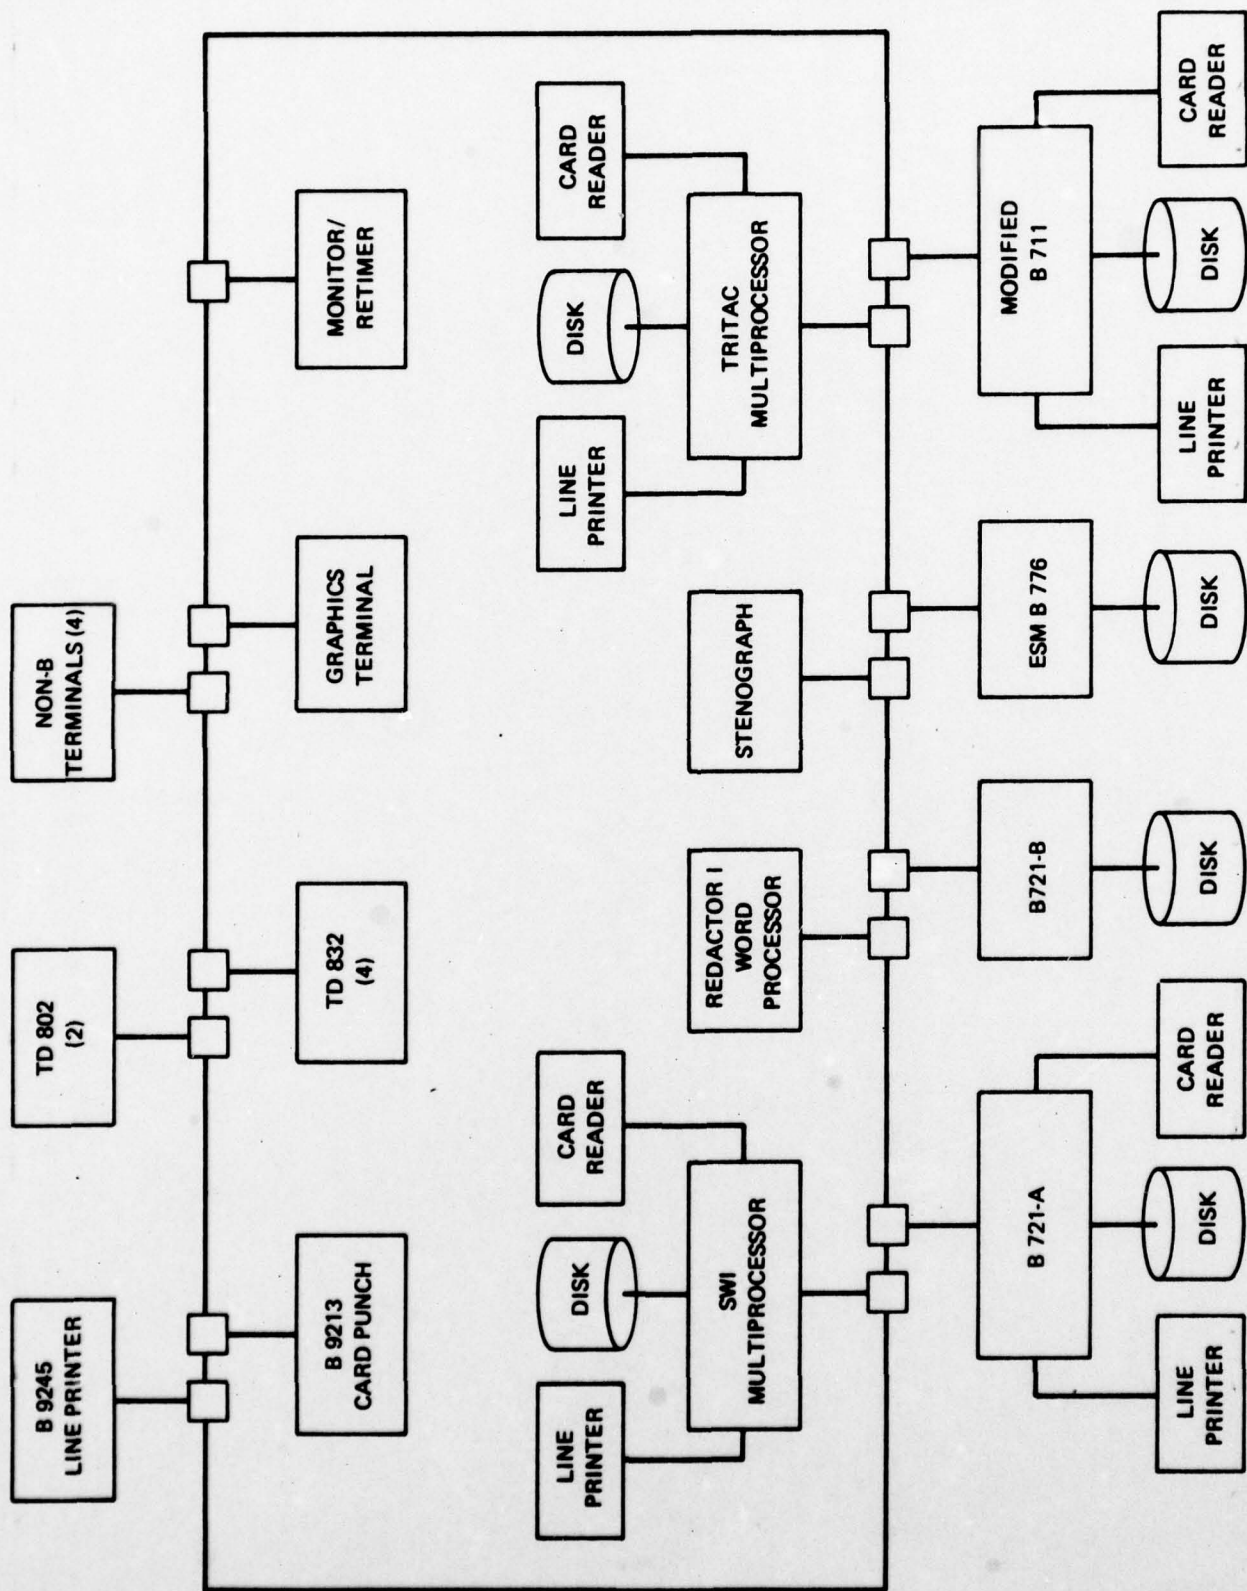 B 9245
LINE PRINTER
TD 802
(2)
NON-B
TERMINALS (4)
B 9213
CARD PUNCH
TD 832
(4)
GRAPHICS
TERMINAL
MONITOR/
RETIMER
LINE
PRINTER
DISK
CARD
READER
LINE
PRINTER
DISK
CARD
READER
SWI
MULTIPROCESSOR
REDACTOR I
WORD
PROCESSOR
STENOGRAPH
TRITAC
MULTIPROCESSOR
B 721-A
B721-B
ESM B 776
MODIFIED
B 711
LINE
PRINTER
DISK
CARD
READER
DISK
DISK
LINE
PRINTER
DISK
CARD
READER